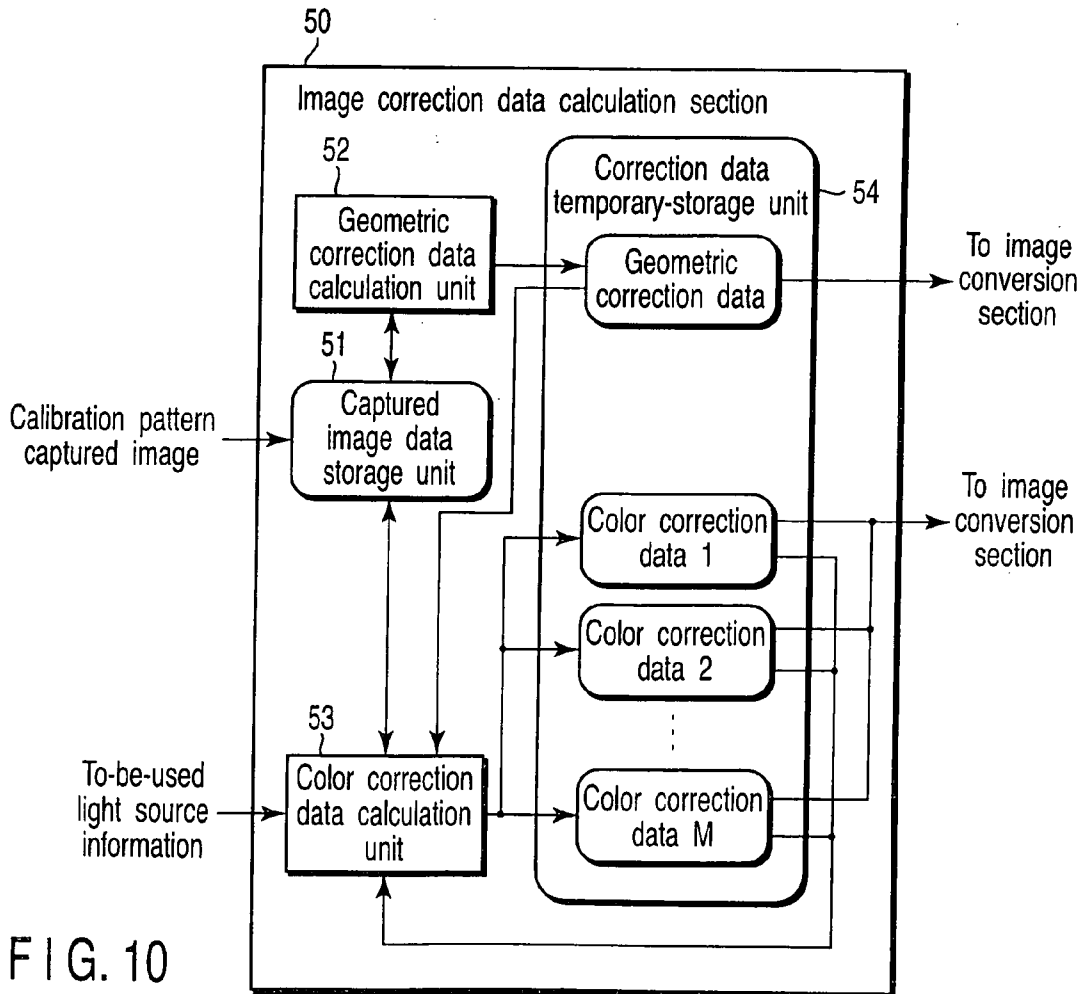 50
Image correction data calculation section
52
Geometric
correction data
calculation unit
Correction data
temporary-storage unit
54
Geometric
correction data
To image
conversion
section
51
Captured
image data
storage unit
Calibration pattern
captured image
Color correction
data 1
To image
conversion
section
Color correction
data 2
53
Color correction
data calculation
unit
To-be-used
light source
information
Color correction
data M
FIG. 10